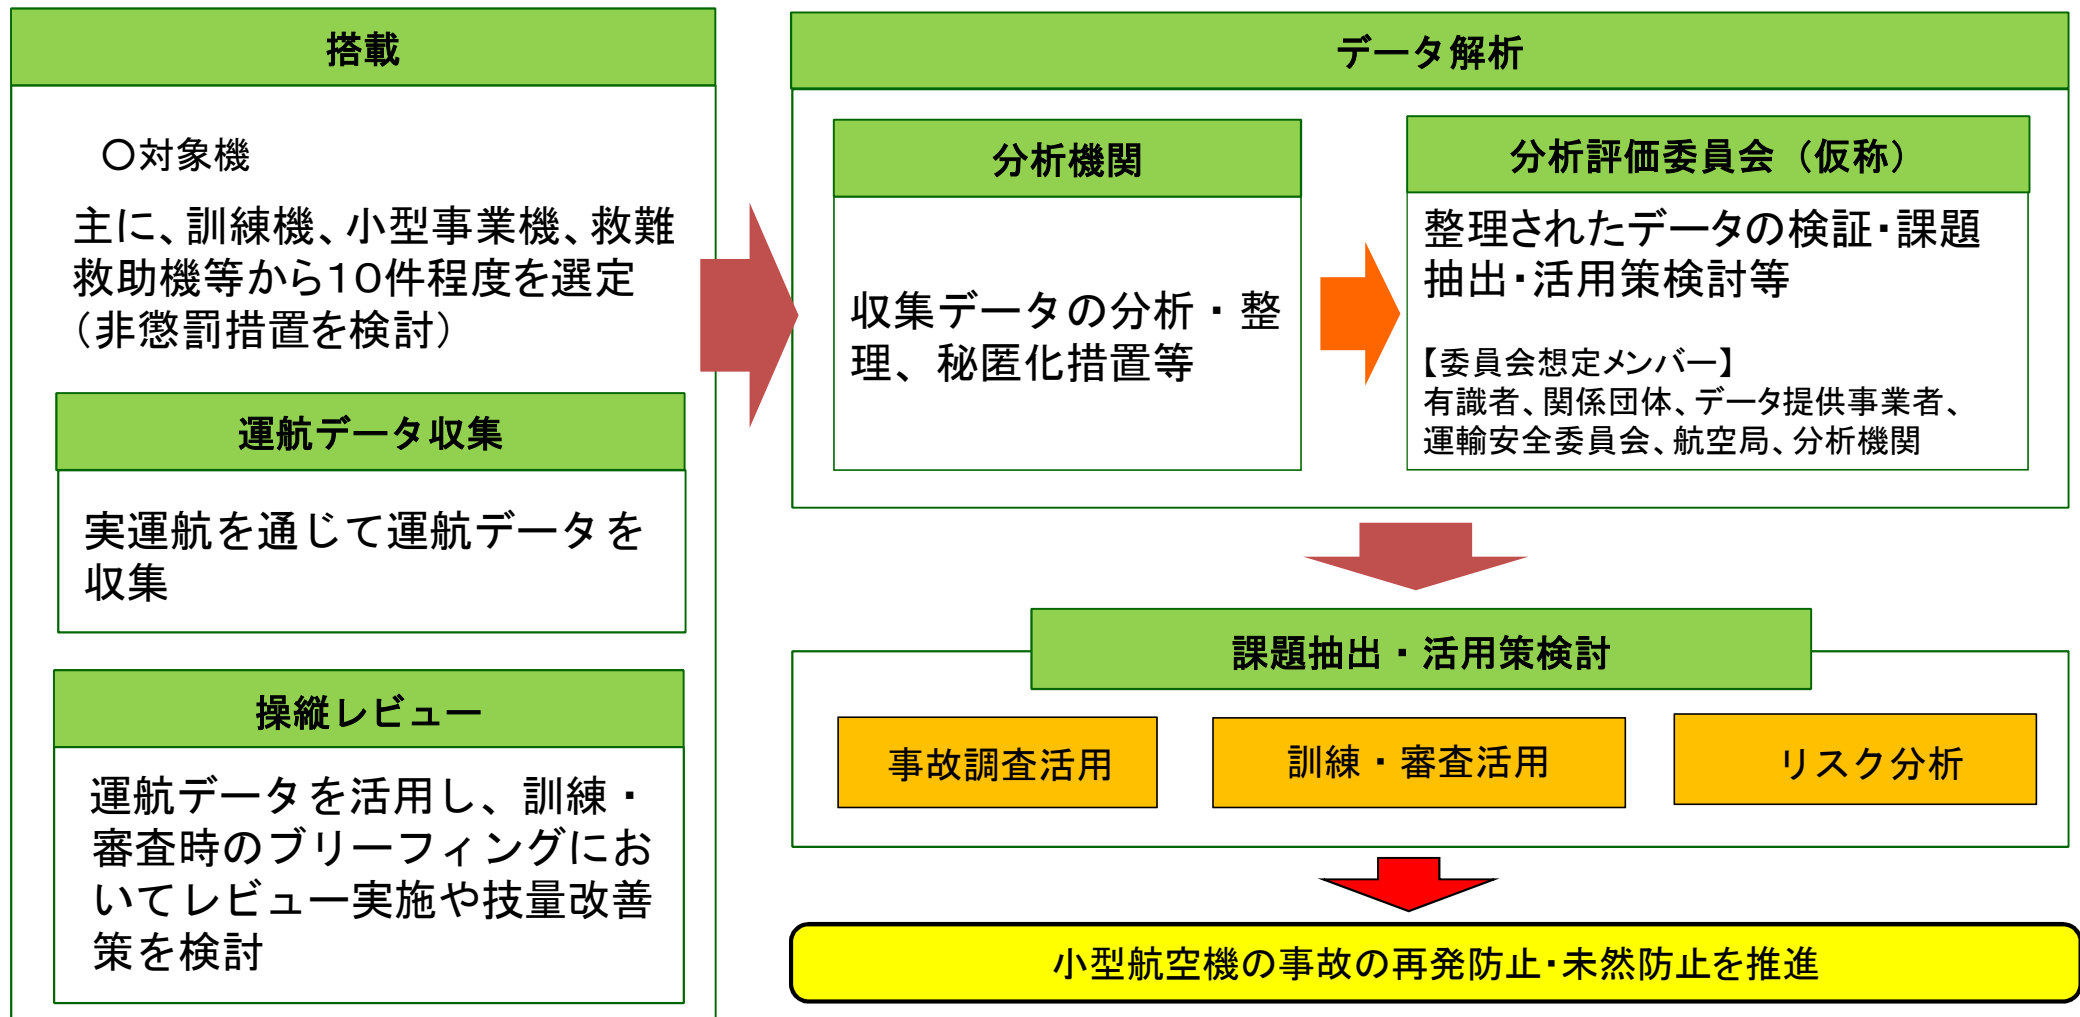 搭載
〇対象機
主に、訓練機、小型事業機、救難
救助機等から10件程度を選定
（非懲罰措置を検討）
運航データ収集
実運航を通じて運航データを
収集
操縦レビュー
運航データを活用し、訓練・
審査時のブリーフィングにお
いてレビュー実施や技量改善
策を検討
データ解析
分析機関
収集データの分析・整
理、秘匿化措置等
分析評価委員会（仮称）
整理されたデータの検証・課題
抽出・活用策検討等
【委員会想定メンバー】
有識者、関係団体、データ提供事業者、
運輸安全委員会、航空局、分析機関
課題抽出・活用策検討
事故調査活用
訓練・審査活用
リスク分析
小型航空機の事故の再発防止・未然防止を推進